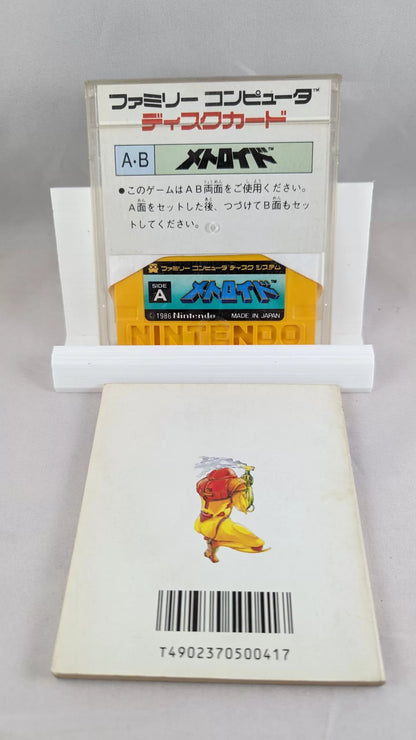 ファミリー コンピュータ™
ディスクカード
A・B メトロイド™
●このゲームはAB両面をご使用ください。
A面をセットした後、つづけてB面もセ
ットしてください。
ファミリー コンピュータ ディスク システム
SIDE A メトロイド™
© 1986 Nintendo MADE IN JAPAN
NINTENDO
T4902370500417